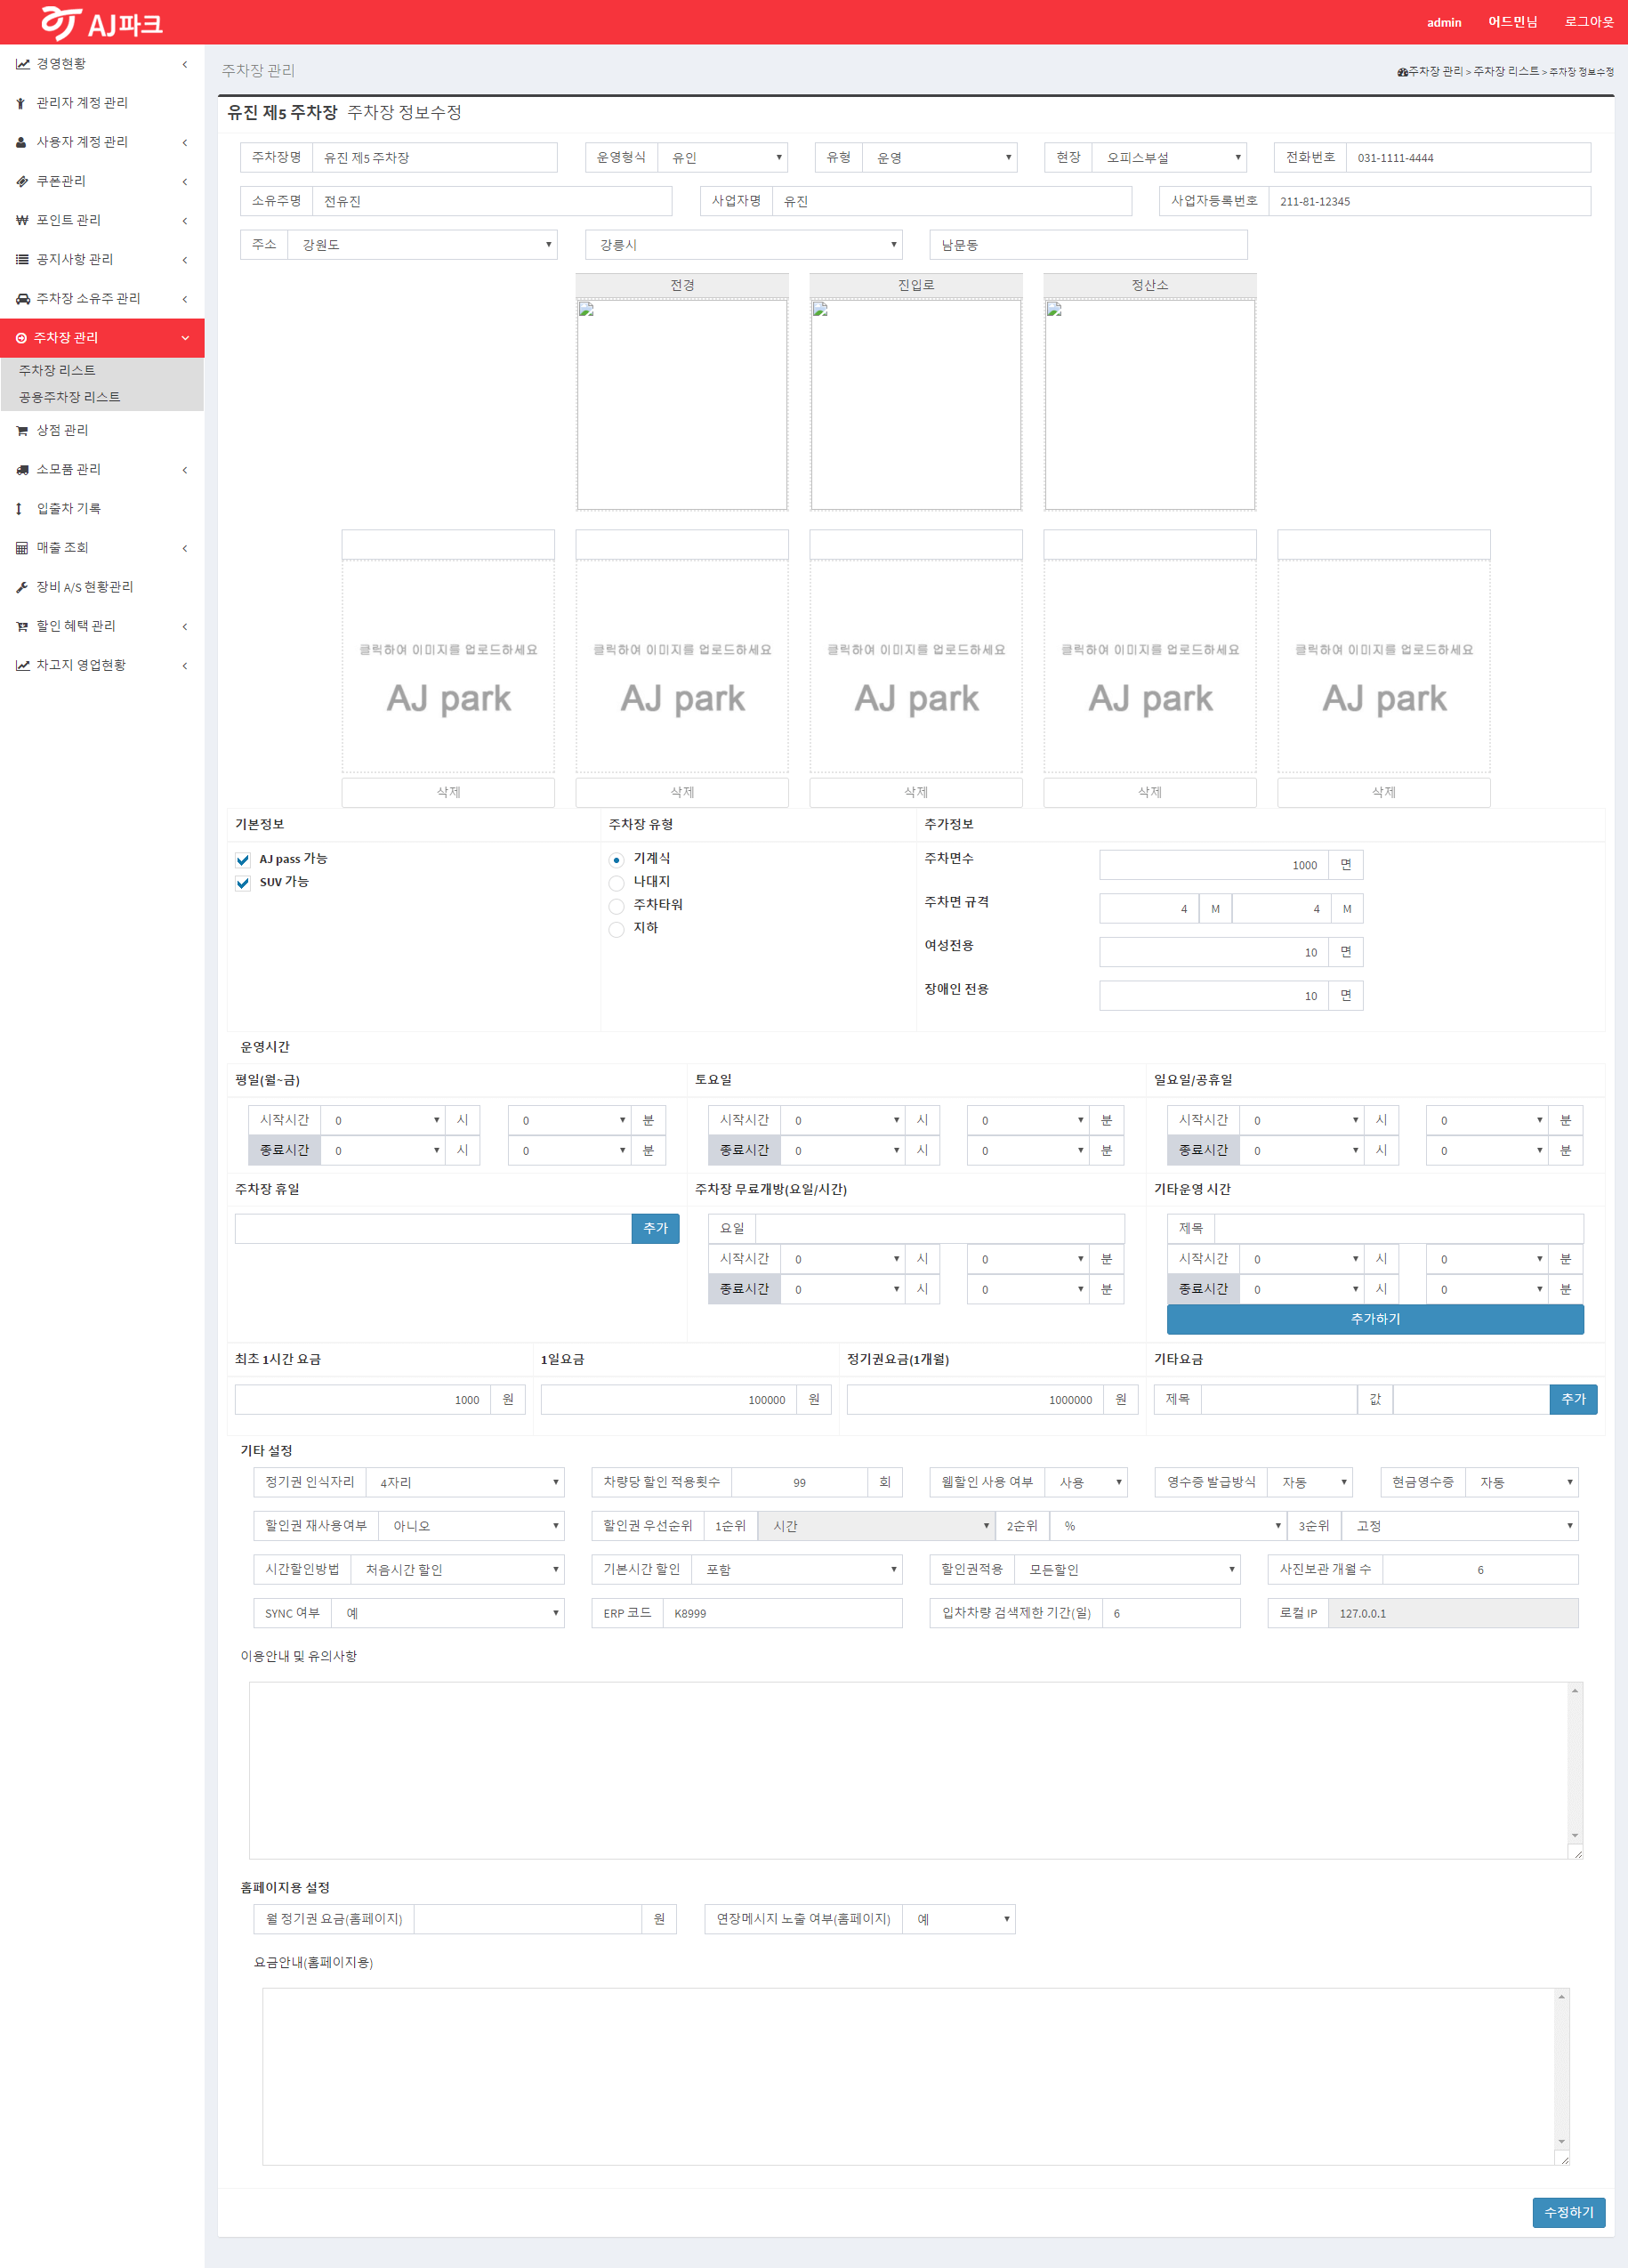 AJ파크
admin 어드민님 로그아웃
경영현황
관리자 계정 관리
사용자 계정 관리
쿠폰관리
포인트 관리
공지사항 관리
주차장 소유주 관리
주차장 관리
주차장 리스트
공용주차장 리스트
상점 관리
소모품 관리
입출차 기록
매출 조회
장비 A/S 현황관리
할인 혜택 관리
차고지 영업현황
주차장 관리
주차장 관리 > 주차장 리스트 > 주차장 정보수정
유진 제5 주차장 주차장 정보수정
주차장명 유진 제5 주차장 운영형식 유인 유형 운영 현장 오피스부설 전화번호 031-1111-4444
소유주명 전유진 사업자명 유진 사업자등록번호 211-81-12345
주소 강원도 강릉시 남문동
전경 진입로 정산소
클릭하여 이미지를 업로드하세요 클릭하여 이미지를 업로드하세요 클릭하여 이미지를 업로드하세요 클릭하여 이미지를 업로드하세요 클릭하여 이미지를 업로드하세요
AJ park AJ park AJ park AJ park AJ park
삭제 삭제 삭제 삭제 삭제
기본정보 주차장 유형 추가정보
AJ pass 가능 기계식 주차면수 1000 면
SUV 가능 나대지
주차타워 주차면 규격 4 M 4 M
지하
여성전용 10 면
장애인 전용 10 면
운영시간
평일(월~금) 토요일 일요일/공휴일
시작시간 0 시 0 분 시작시간 0 시 0 분 시작시간 0 시 0 분
종료시간 0 시 0 분 종료시간 0 시 0 분 종료시간 0 시 0 분
주차장 휴일 주차장 무료개방(요일/시간) 기타운영 시간
추가 요일 제목
시작시간 0 시 0 분 시작시간 0 시 0 분
종료시간 0 시 0 분 종료시간 0 시 0 분
추가하기
최초 1시간 요금 1일요금 정기권요금(1개월) 기타요금
1000 원 100000 원 1000000 원 제목 값 추가
기타 설정
정기권 인식자리 4자리 차량당 할인 적용횟수 99 회 웹할인 사용 여부 사용 영수증 발급방식 자동 현금영수증 자동
할인권 재사용여부 아니오 할인권 우선순위 1순위 시간 2순위 % 3순위 고정
시간할인방법 처음시간 할인 기본시간 할인 포함 할인권적용 모든할인 사진보관 개월 수 6
SYNC 여부 예 ERP 코드 K8999 입차차량 검색제한 기간(일) 6 로컬 IP 127.0.0.1
이용안내 및 유의사항
홈페이지용 설정
월 정기권 요금(홈페이지) 원 연장메시지 노출 여부(홈페이지) 예
요금안내(홈페이지용)
수정하기